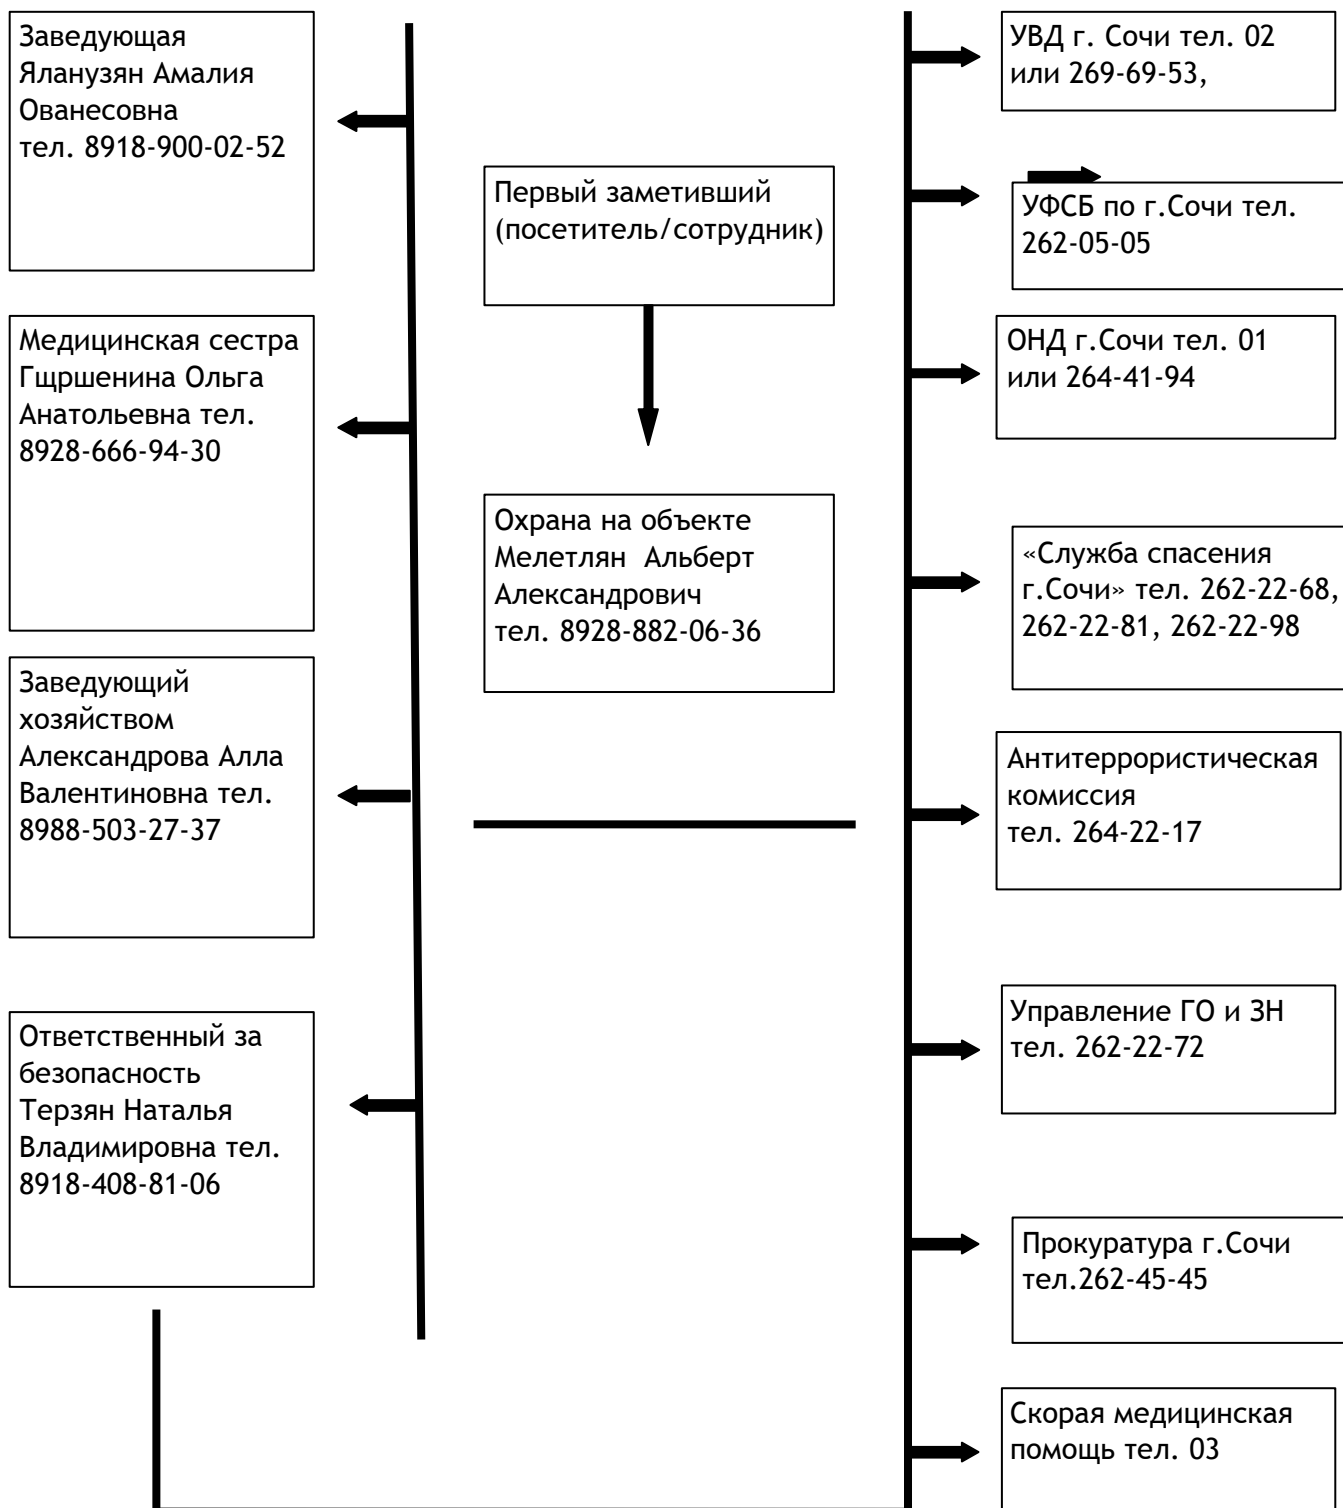 Заведующая
Яланузян Амалия
Ованесовна
тел. 8918-900-02-52
Медицинская сестра
Гщршенина Ольга
Анатольевна тел.
8928-666-94-30
Заведующий
хозяйством
Александрова Алла
Валентиновна тел.
8988-503-27-37
Ответственный за
безопасность
Терзян Наталья
Владимировна тел.
8918-408-81-06
Первый заметивший
(посетитель/сотрудник)
Охрана на объекте
Мелетлян Альберт
Александрович
тел. 8928-882-06-36
УВД г. Сочи тел. 02
или 269-69-53,
УФСБ по г.Сочи тел.
262-05-05
ОНД г.Сочи тел. 01
или 264-41-94
«Служба спасения
г.Сочи» тел. 262-22-68,
262-22-81, 262-22-98
Антитеррористическая
комиссия
тел. 264-22-17
Управление ГО и ЗН
тел. 262-22-72
Прокуратура г.Сочи
тел.262-45-45
Скорая медицинская
помощь тел. 03